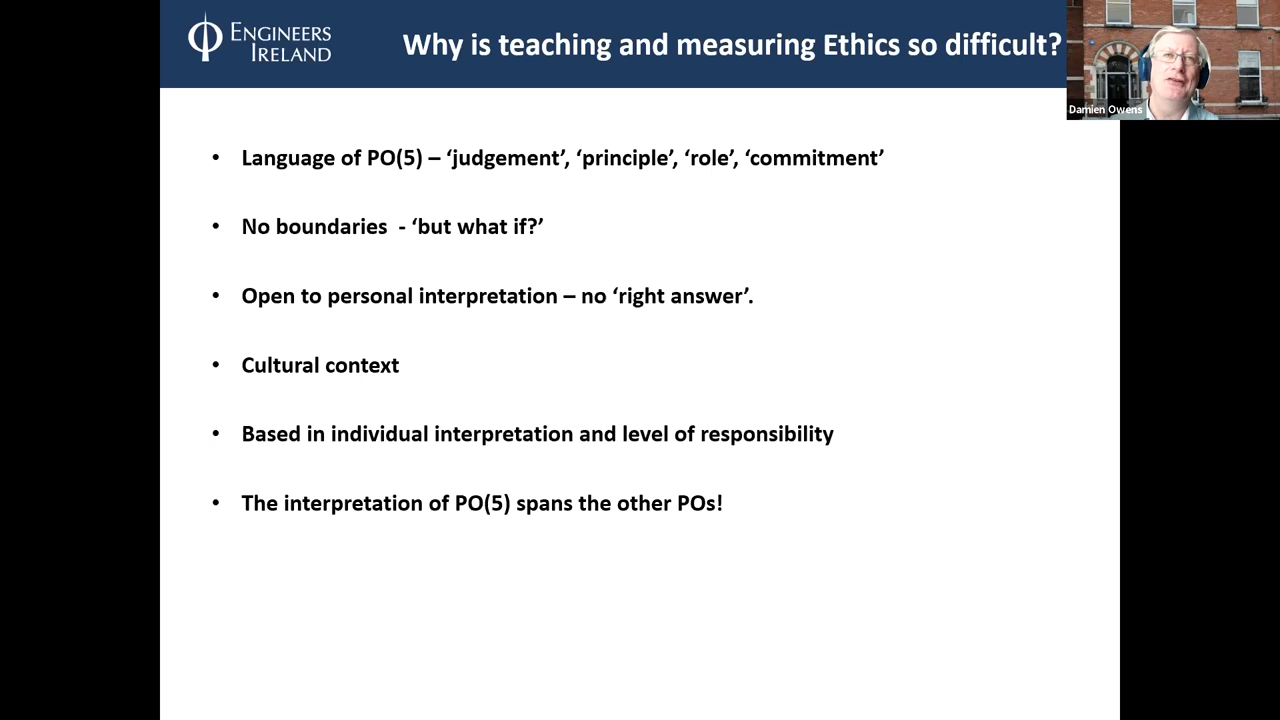 ENGINEERS
IRELAND
Why is teaching and measuring Ethics so difficult?
Damien Owens
• Language of PO(5) – ‘judgement’, ‘principle’, ‘role’, ‘commitment’
• No boundaries  - ‘but what if?’
• Open to personal interpretation – no ‘right answer’.
• Cultural context
• Based in individual interpretation and level of responsibility
• The interpretation of PO(5) spans the other POs!